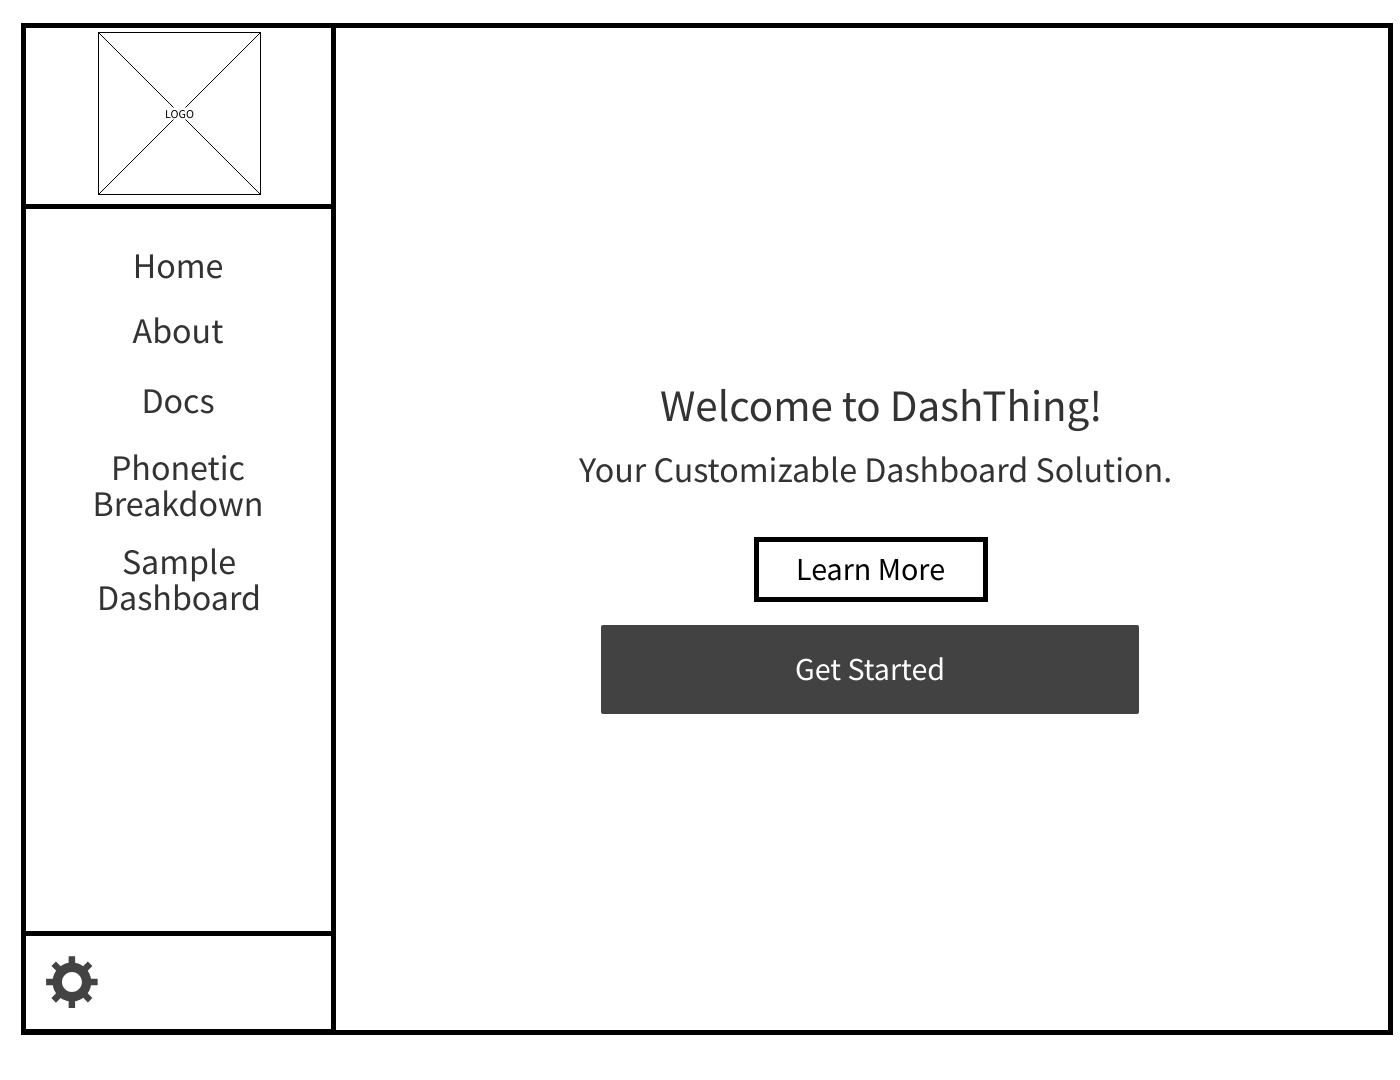 LOGO
Home
About
Docs
Phonetic
Breakdown
Sample
Dashboard
Welcome to DashThing!
Your Customizable Dashboard Solution.
Learn More
Get Started